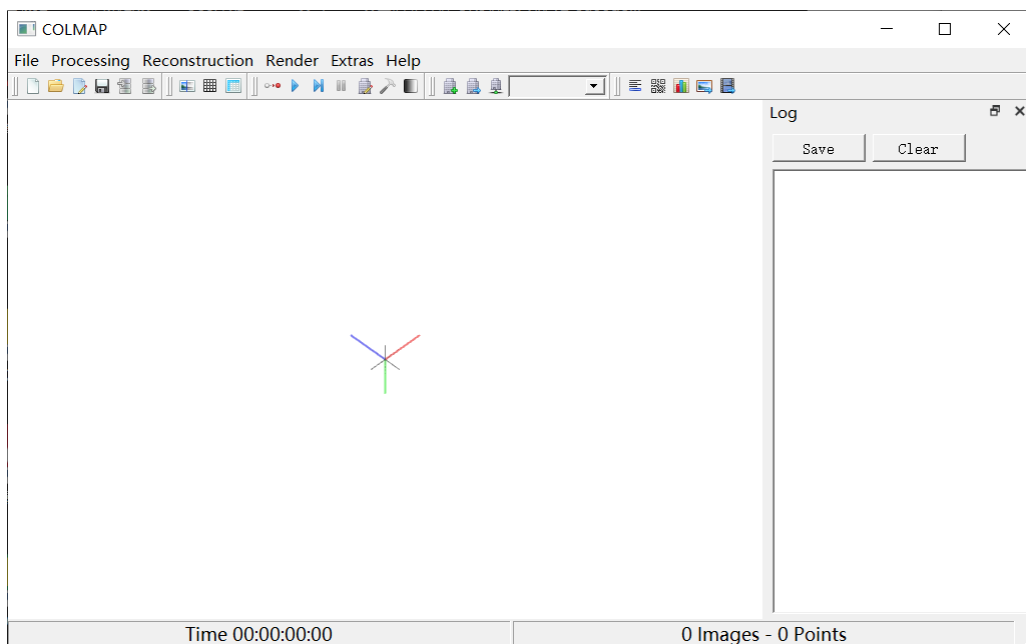 COLMAP
File Processing Reconstruction Render Extras Help
Log
Save Clear
Time 00:00:00:00 0 Images - 0 Points